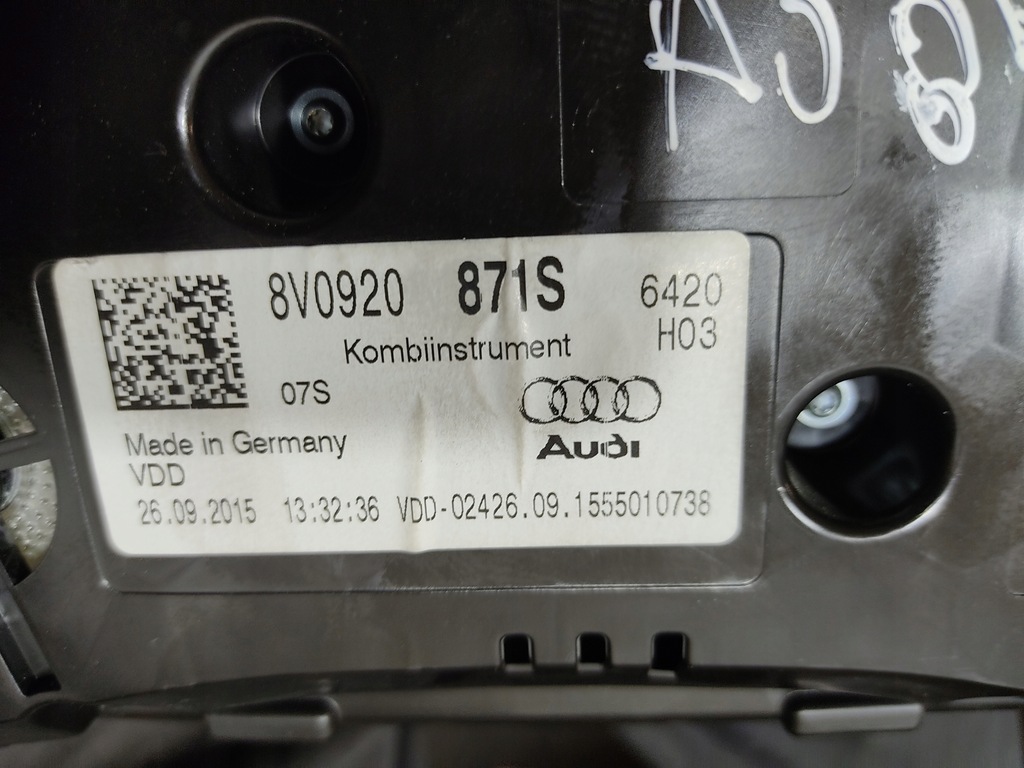 8V0920 871S 6420
H03
Kombiinstrument
07S
Audi
Made in Germany
VDD
26.09.2015 13:32:36 VDD-02426.09.1555010738